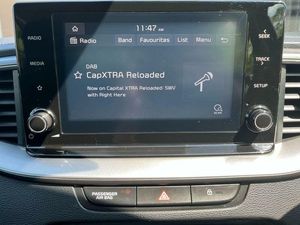 11:47 AM
RADIO
MEDIA
Radio
Band
Favourites
List
Menu
SEEK
TRACK
SETUP
DAB
CapXTRA Reloaded
Now on Capital XTRA Reloaded: SWV
with Right Here
PASSENGER
AIR BAG